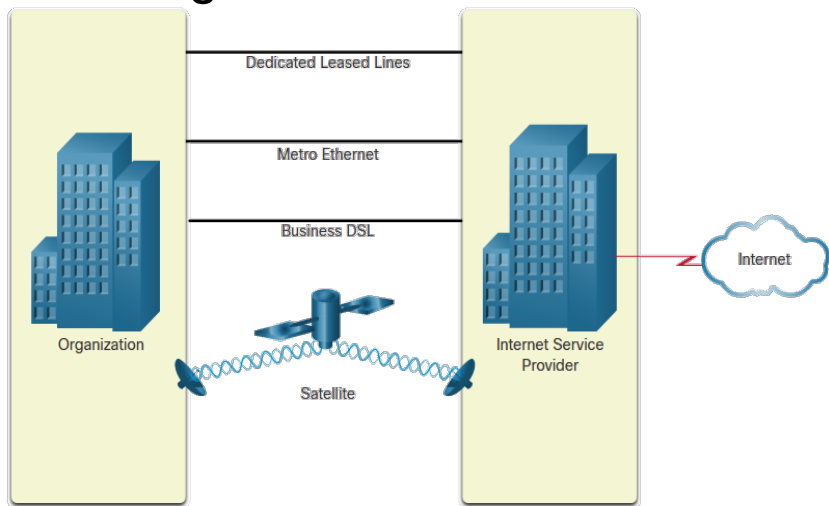 Dedicated Leased Lines
Metro Ethernet
Business DSL
Internet
Organization
Internet Service
Provider
Satellite